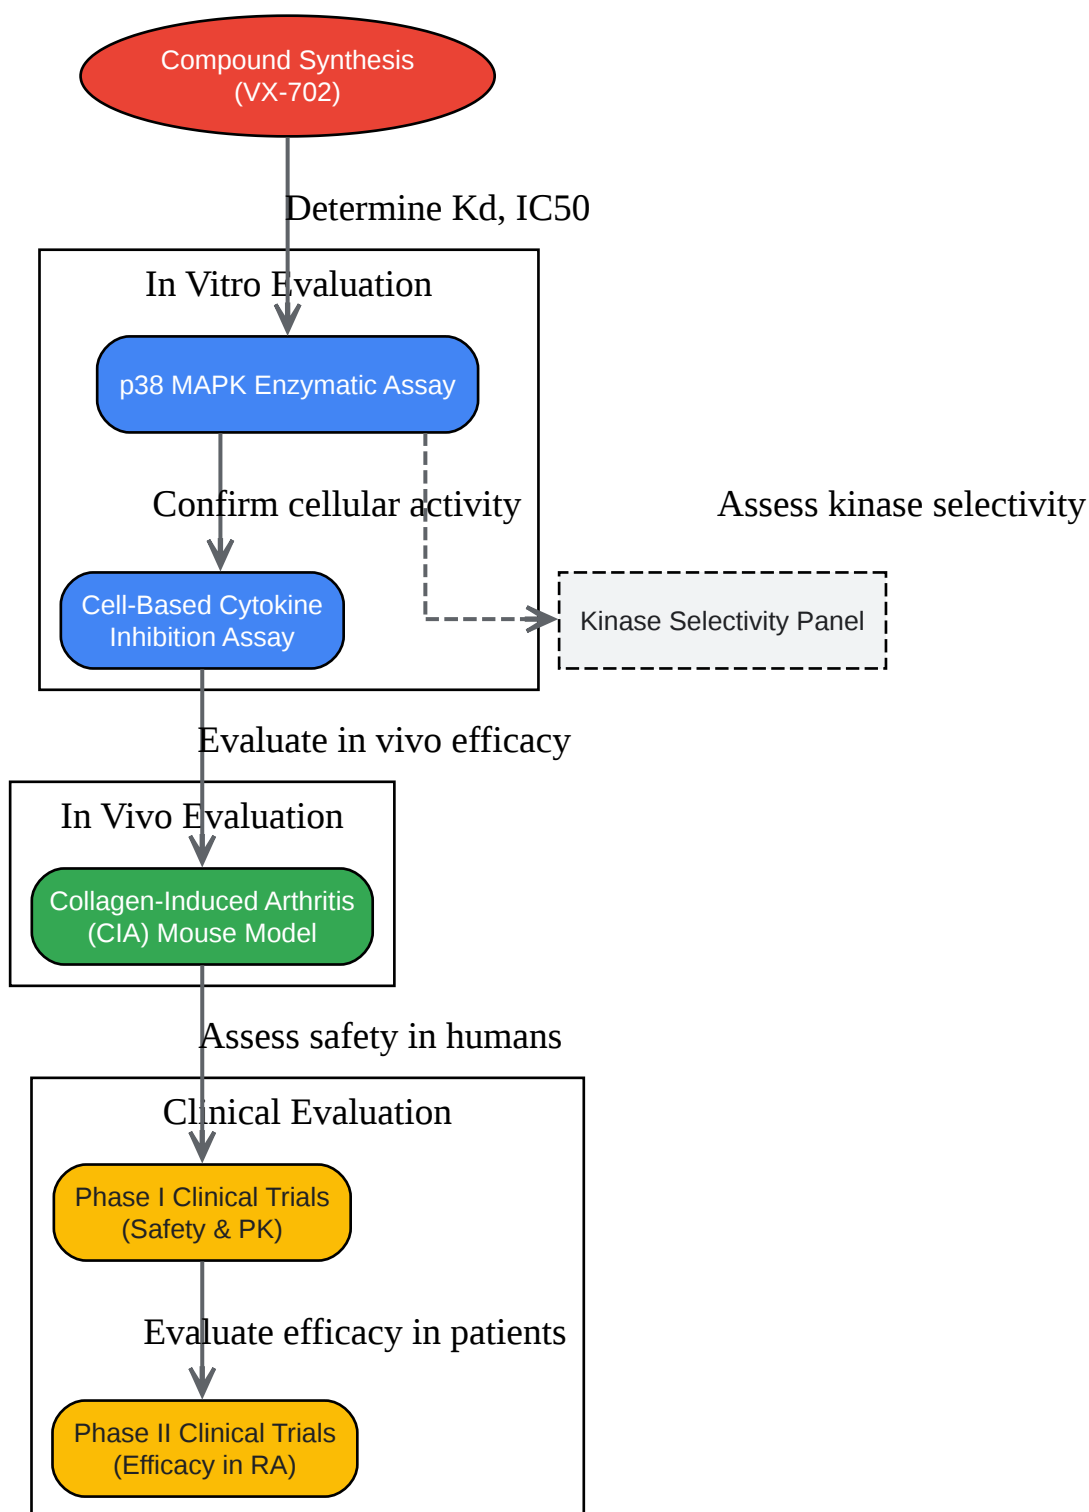 Compound Synthesis
(VX-702)
Determine Kd, IC50
In Vitro Evaluation
p38 MAPK Enzymatic Assay
Confirm cellular activity
Assess kinase selectivity
Cell-Based Cytokine
Inhibition Assay
Kinase Selectivity Panel
Evaluate in vivo efficacy
In Vivo Evaluation
Collagen-Induced Arthritis
(CIA) Mouse Model
Assess safety in humans
Clinical Evaluation
Phase I Clinical Trials
(Safety & PK)
Evaluate efficacy in patients
Phase II Clinical Trials
(Efficacy in RA)